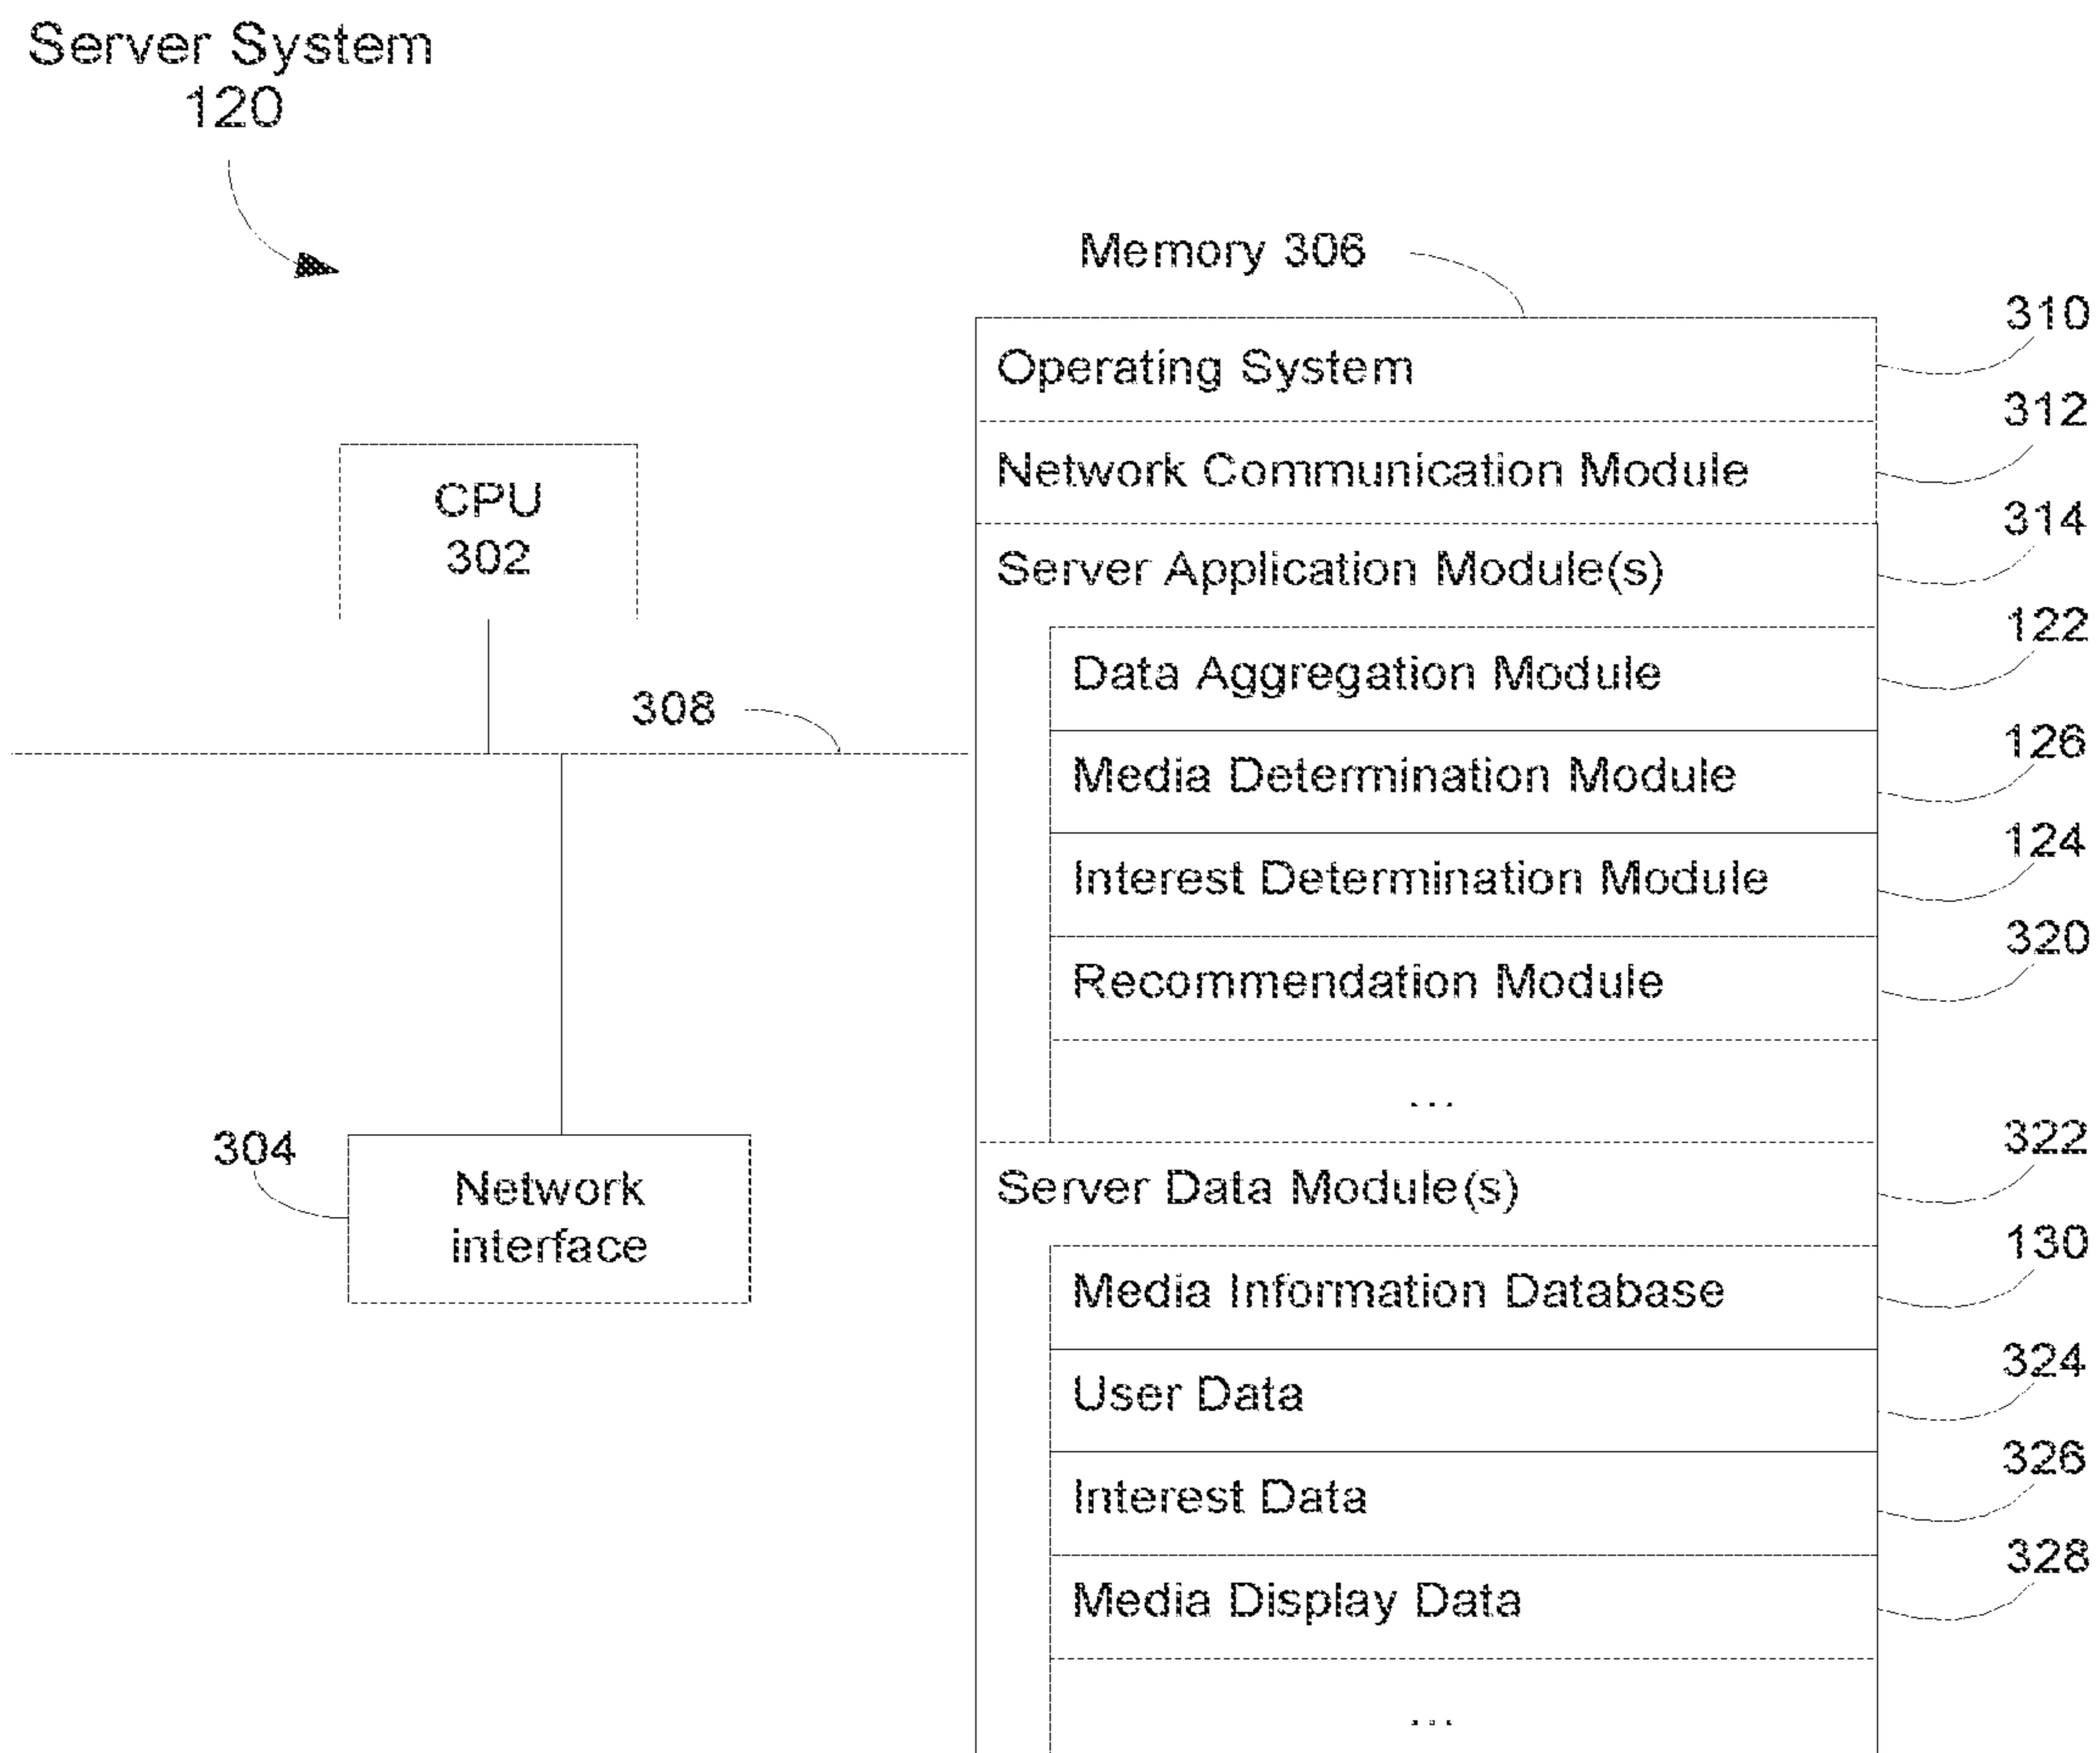 Server System
120
Memory 306
310
Operating System
312
Network Communication Module
CPU
302
314
Server Application Module(s)
122
Data Aggregation Module
308
126
Media Determination Module
124
Interest Determination Module
320
Recommendation Module
...
304
Network
interface
322
Server Data Module(s)
130
Media Information Database
324
User Data
326
Interest Data
328
Media Display Data
...